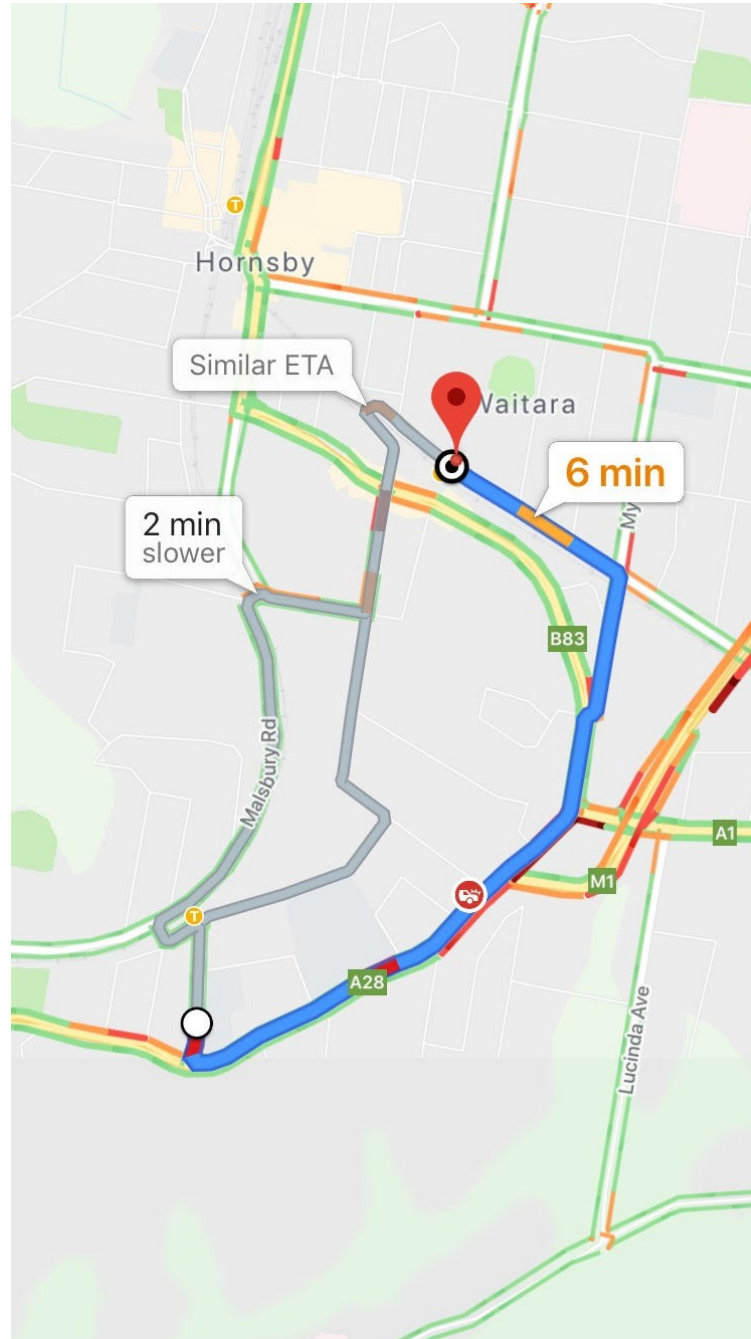 T
Hornsby
Similar ETA
Waitara
6 min
2 min
slower
My
B83
Malsbury Rd
A1
M1
T
A28
Lucinda Ave